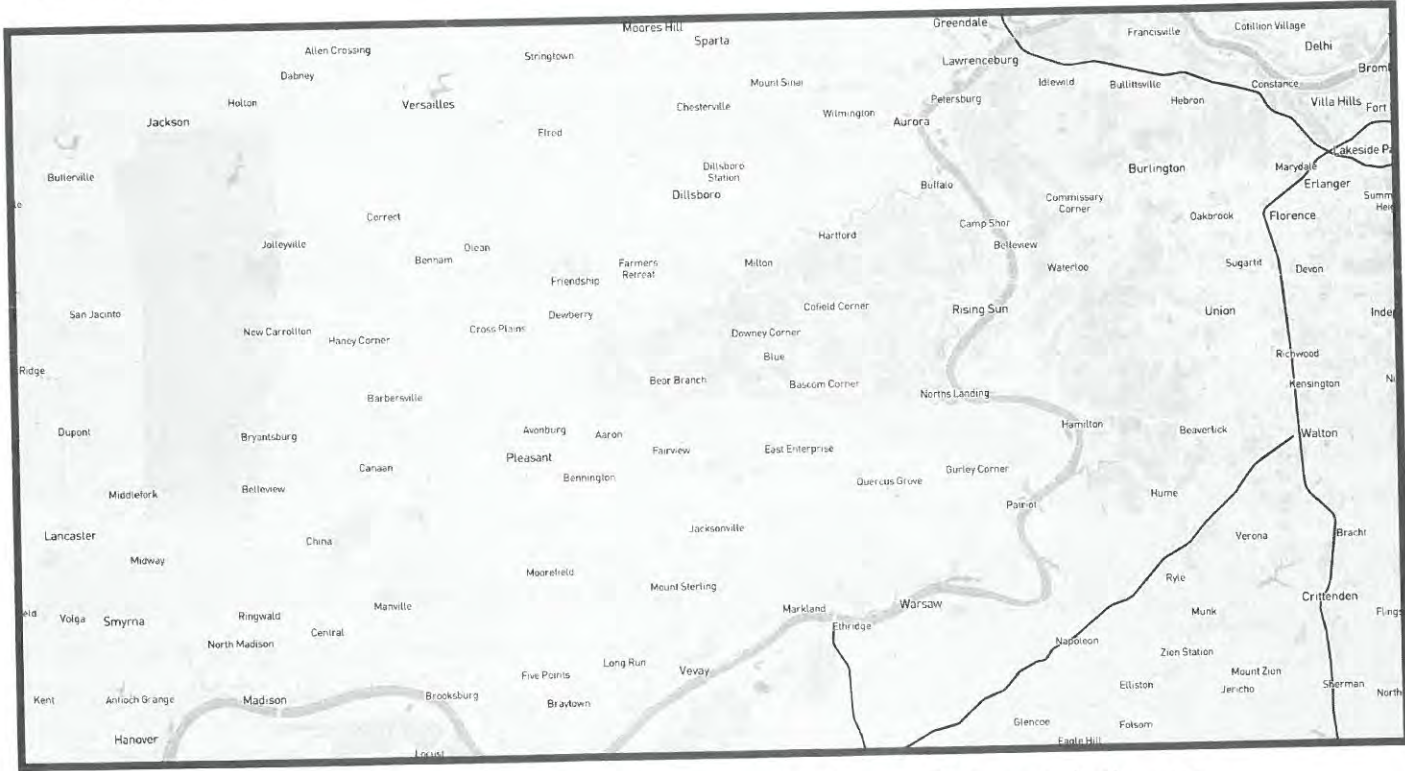 Moores Hill
Greendale
Francisville
Cotillion Village
Allen Crossing
Stringtown
Sparta
Lawrenceburg
Delhi
Dabney
Mount Sinai
Idlewild
Bullittsville
Constance
Holton
Versailles
Chesterville
Wilmington
Petersburg
Hebron
Villa Hills
Fort
Jackson
Elrod
Aurora
Lakeside
Butlerville
Dillsboro
Station
Dillsboro
Buffalo
Burlington
Marydale
Erlanger
Commissary
Corner
Correct
Camp Shor
Oakbrook
Florence
Jolleyville
Olean
Hartford
Belleview
Benham
Farmers
Retreat
Milton
Waterloo
Sugartit
Devon
Friendship
San Jacinto
Dewberry
Cofield Corner
Rising Sun
Union
New Carrollton
Haney Corner
Cross Plains
Downey Corner
Blue
Richwood
Ridge
Bear Branch
Bascom Corner
Norths Landing
Kensington
Barbersville
Dupont
Bryantsburg
Avonburg
Aaron
Hamilton
Beaverlick
Walton
Canaan
Pleasant
Fairview
East Enterprise
Bennington
Gurley Corner
Middlefork
Belleview
Quercus Grove
Hume
Patriot
Lancaster
China
Jacksonville
Verona
Bracht
Midway
Moorefield
Mount Sterling
Ryle
Volga
Smyrna
Ringwald
Manville
Markland
Warsaw
Munk
Crittenden
Central
Ethridge
North Madison
Napoleon
Zion Station
Five Points
Long Run
Vevay
Mount Zion
Kent
Antioch Grange
Madison
Brooksburg
Braytown
Elliston
Jericho
Sherman
North
Hanover
Glencoe
Folsom
Locust
Eagle Hill